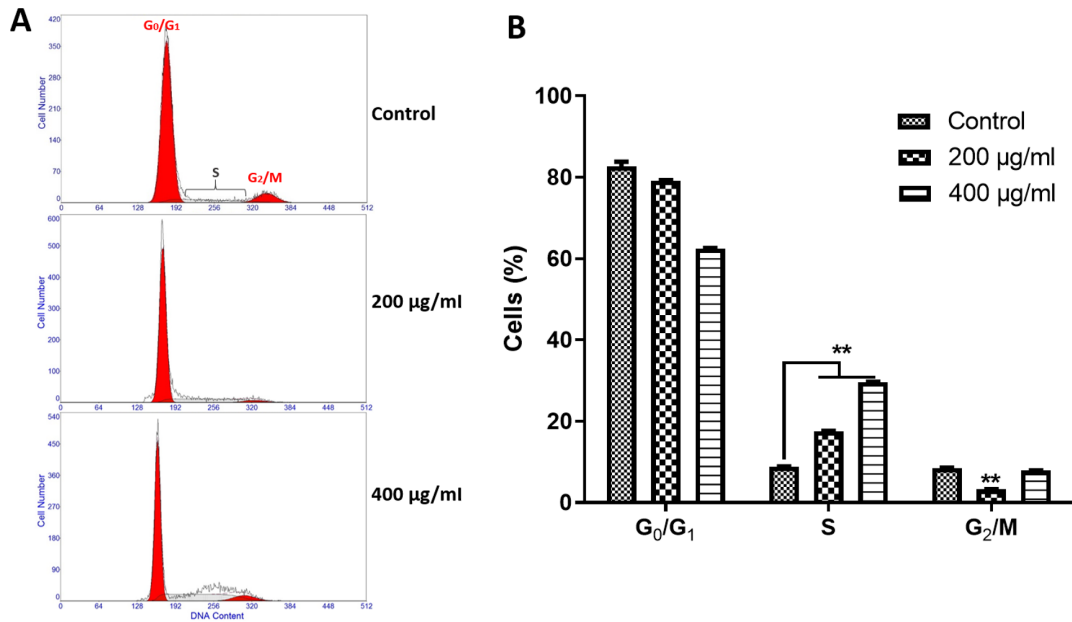 A
G₀/G₁
S
G₂/M
Cell Number
420
350
280
210
140
70
0
0 64 128 192 256 320 384 512
Control
Cell Number
600
500
400
300
200
100
0
0 64 128 192 256 320 384 512
200 µg/ml
Cell Number
540
450
360
270
180
90
0
0 64 128 192 256 320 384 512
DNA Content
400 µg/ml
B
Cells (%)
100
80
60
40
20
0
Control
200 µg/ml
400 µg/ml
**
**
G₀/G₁ S G₂/M